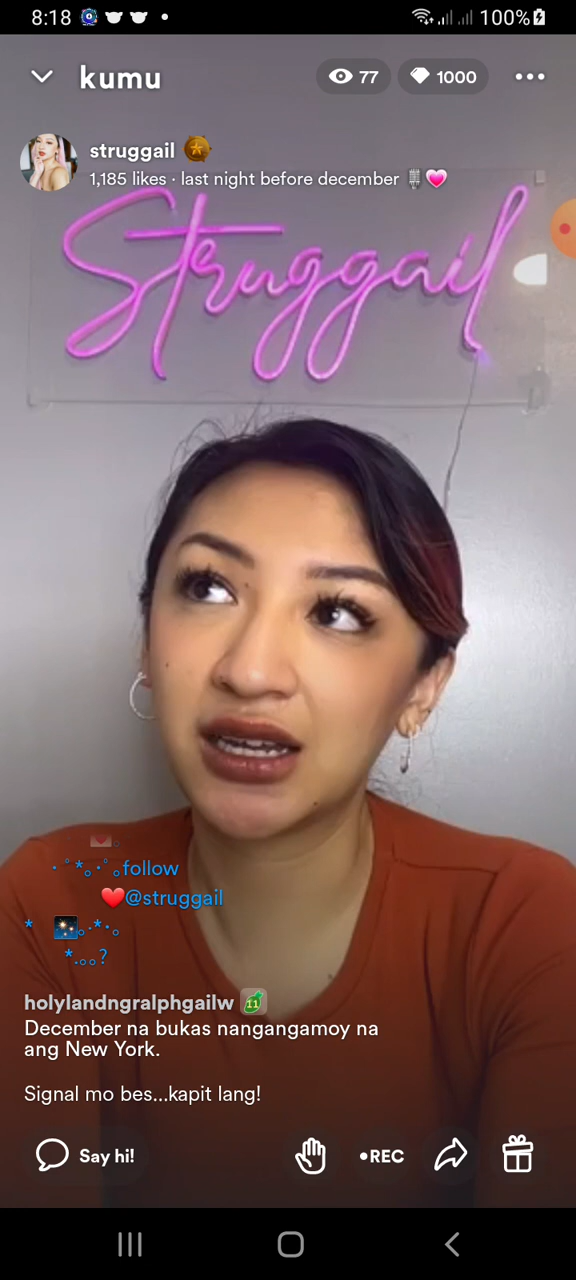 8:18
100%
kumu
77
1000
struggail
1,185 likes · last night before december 🎙️💗
Struggail
follow
❤️@struggail
*
*.｡｡?
holylandngralphgailw 11
December na bukas nangangamoy na
ang New York.
Signal mo bes...kapit lang!
Say hi!
•REC